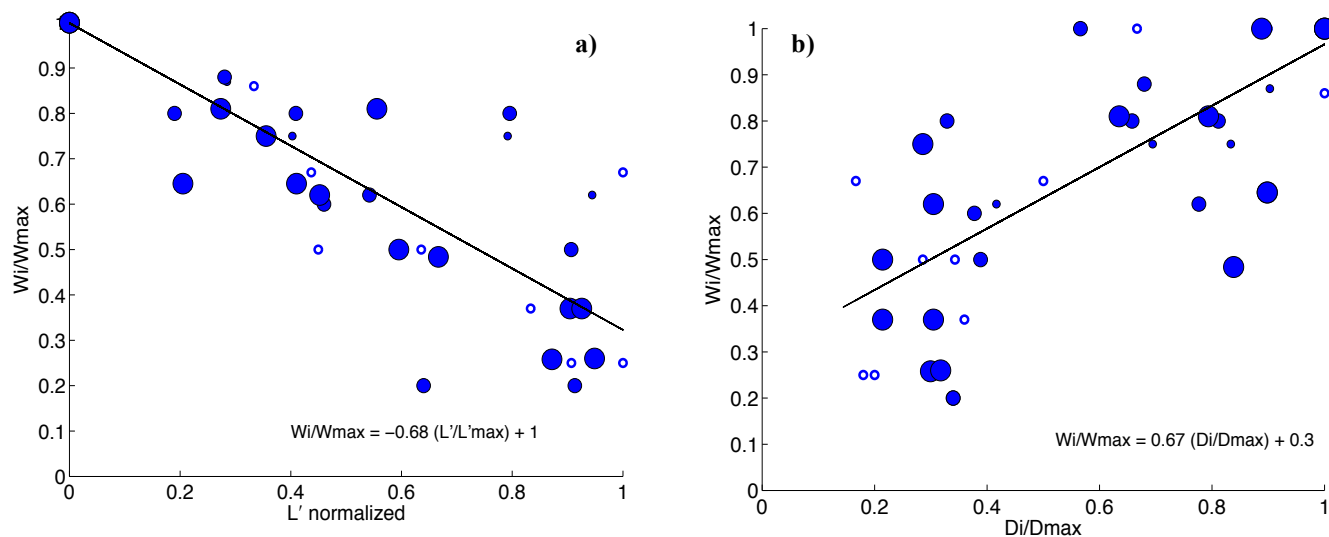 a)
1
0.9
0.8
0.7
0.6
0.5
0.4
0.3
0.2
0.1
0
Wi/Wmax
Wi/Wmax = −0.68 (L'/L'max) + 1
0 0.2 0.4 0.6 0.8 1
L′ normalized
b)
1
0.9
0.8
0.7
0.6
0.5
0.4
0.3
0.2
0.1
0
Wi/Wmax
Wi/Wmax = 0.67 (Di/Dmax) + 0.3
0 0.2 0.4 0.6 0.8 1
Di/Dmax